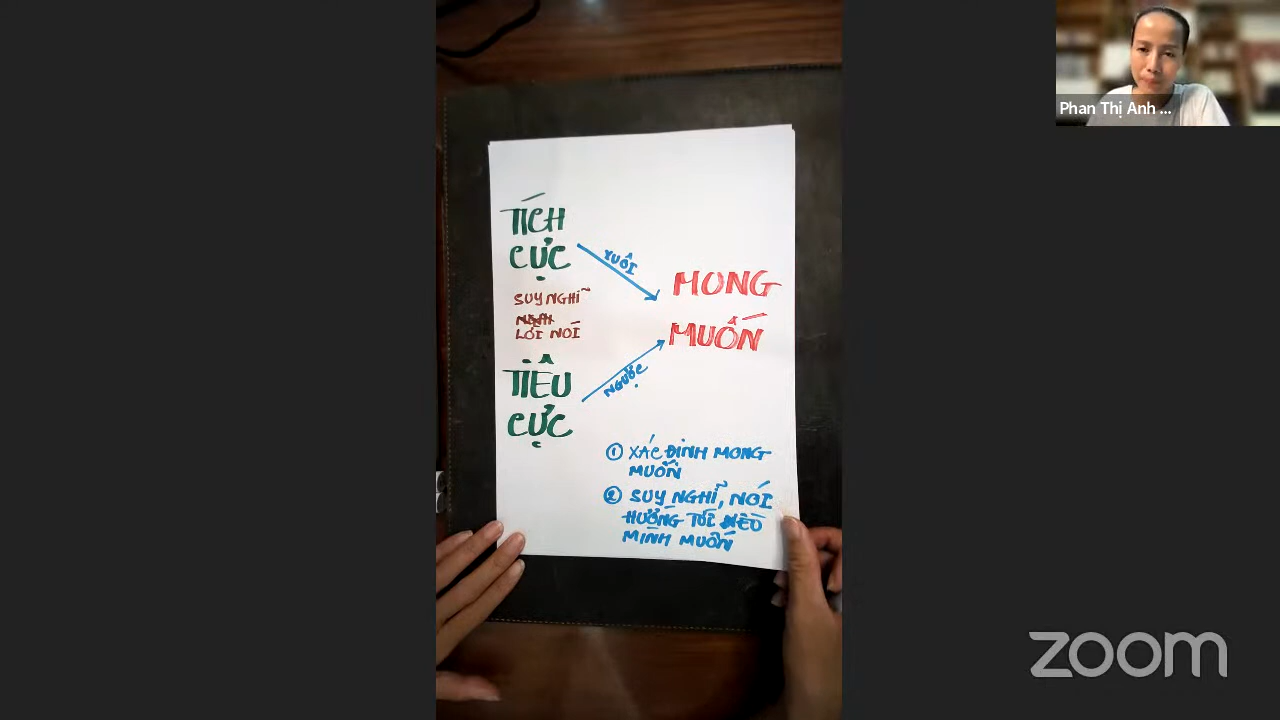 TÍCH
CỰC
SUY NGHĨ
LỜI NÓI
TIÊU
CỰC
XUÔI
NGƯỢC
MONG
MUỐN
① XÁC ĐỊNH MONG
MUỐN
② SUY NGHĨ, NÓI
HƯỚNG TỚI ĐIỀU
MÌNH MUỐN
Phan Thị Anh ...
zoom